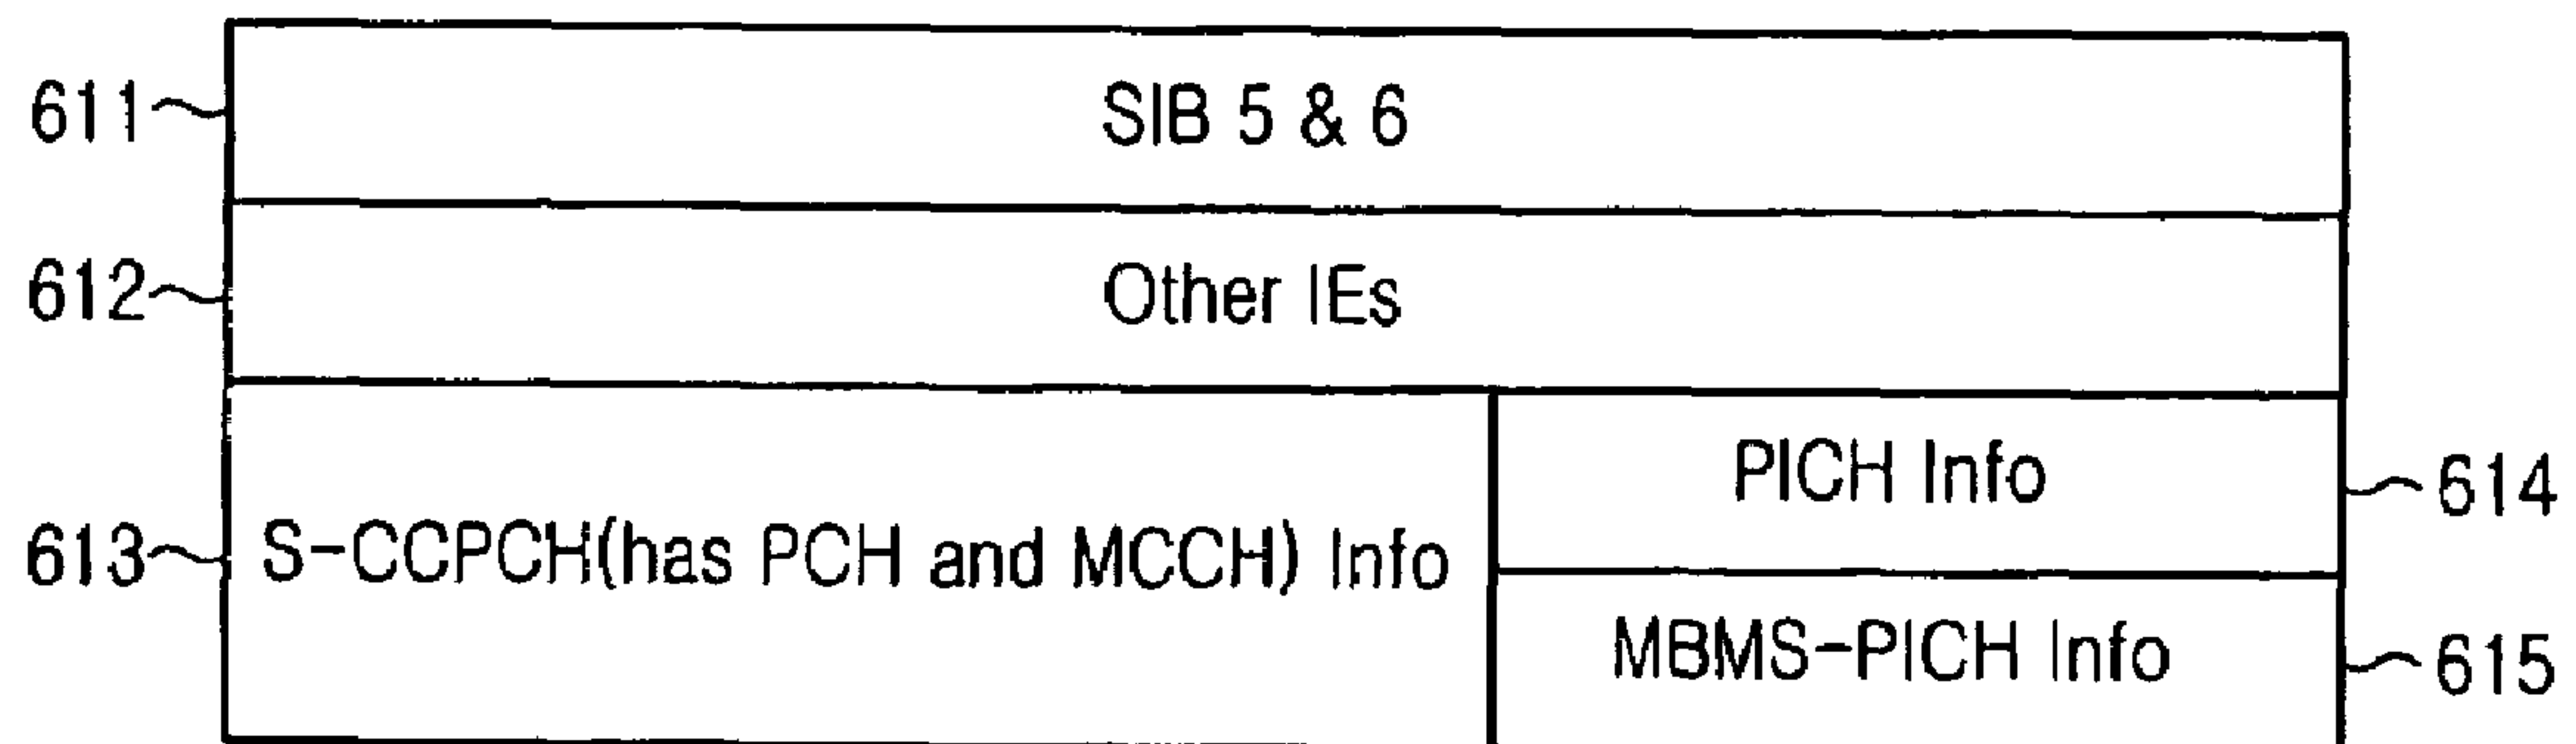 611
SIB 5 & 6
612
Other IEs
613
S-CCPCH(has PCH and MCCH) Info
PICH Info
614
MBMS-PICH Info
615